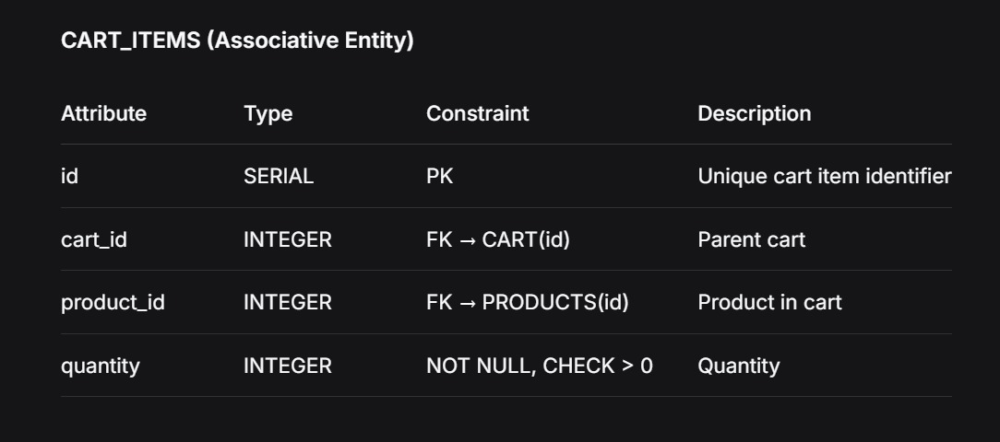 CART_ITEMS (Associative Entity)
Attribute Type Constraint Description
id SERIAL PK Unique cart item identifier
cart_id INTEGER FK → CART(id) Parent cart
product_id INTEGER FK → PRODUCTS(id) Product in cart
quantity INTEGER NOT NULL, CHECK > 0 Quantity